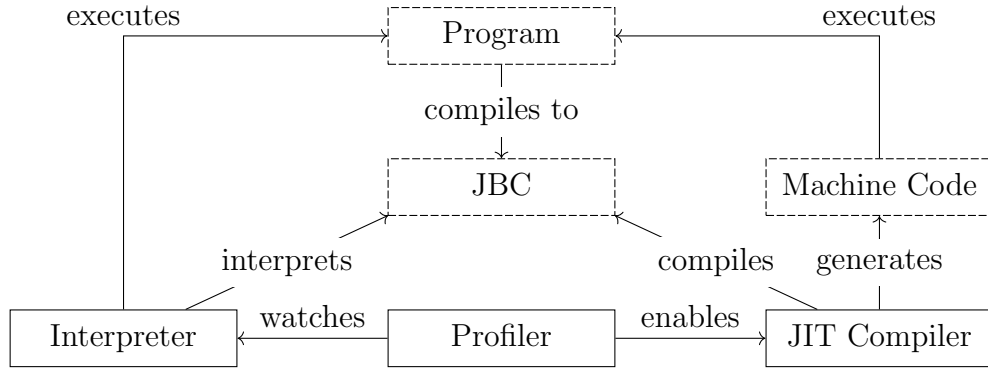 executes
executes
Program
compiles to
JBC
Machine Code
interprets
compiles
generates
watches
enables
Interpreter
Profiler
JIT Compiler